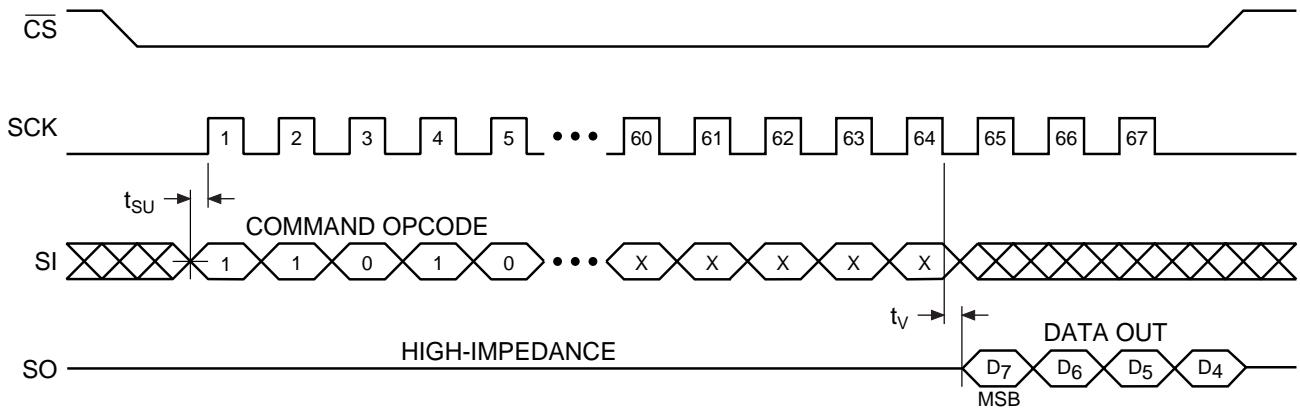 CS
SCK 1 2 3 4 5 ••• 60 61 62 63 64 65 66 67
tSU
COMMAND OPCODE
SI 1 1 0 1 0 ••• X X X X X
tV
HIGH-IMPEDANCE
DATA OUT
SO D7 D6 D5 D4
MSB